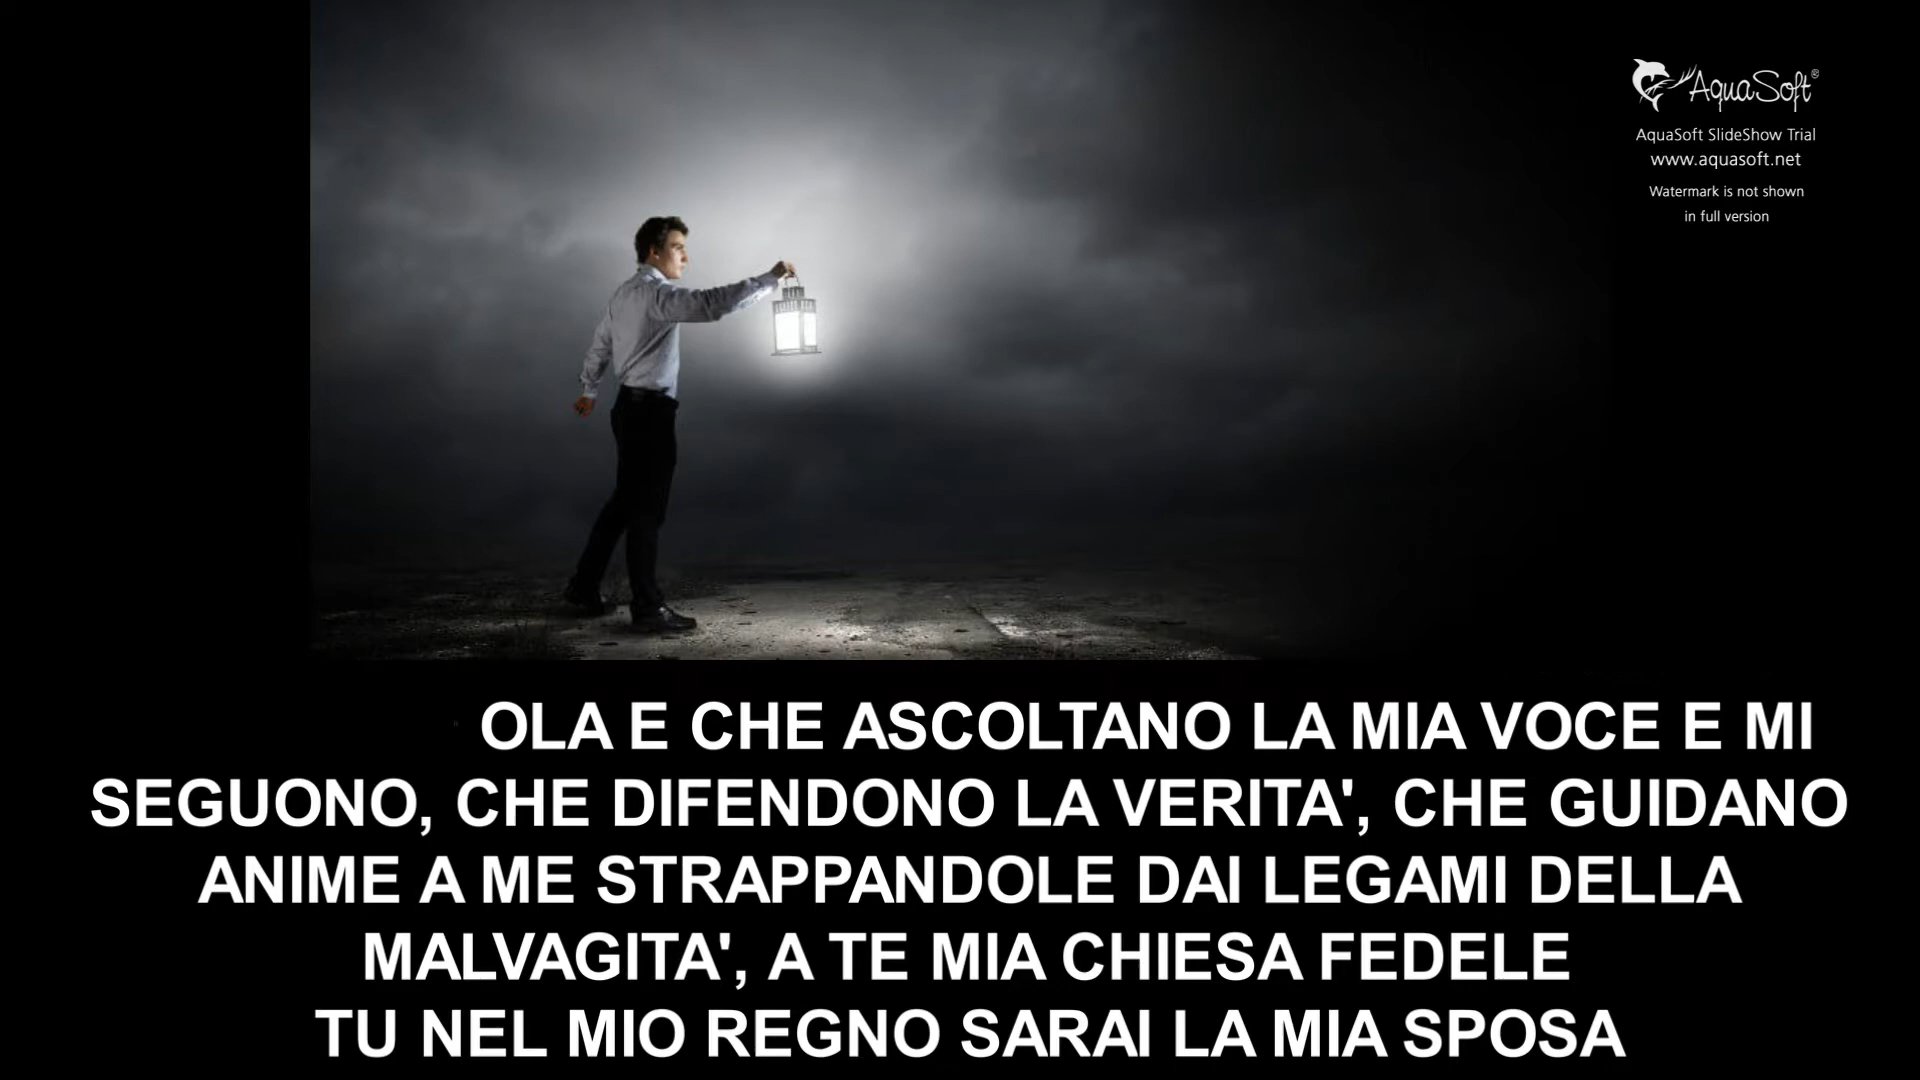 AquaSoft®
AquaSoft SlideShow Trial
www.aquasoft.net
Watermark is not shown
in full version
OLA E CHE ASCOLTANO LA MIA VOCE E MI
SEGUONO, CHE DIFENDONO LA VERITA', CHE GUIDANO
ANIME A ME STRAPPANDOLE DAI LEGAMI DELLA
MALVAGITA', A TE MIA CHIESA FEDELE
TU NEL MIO REGNO SARAI LA MIA SPOSA